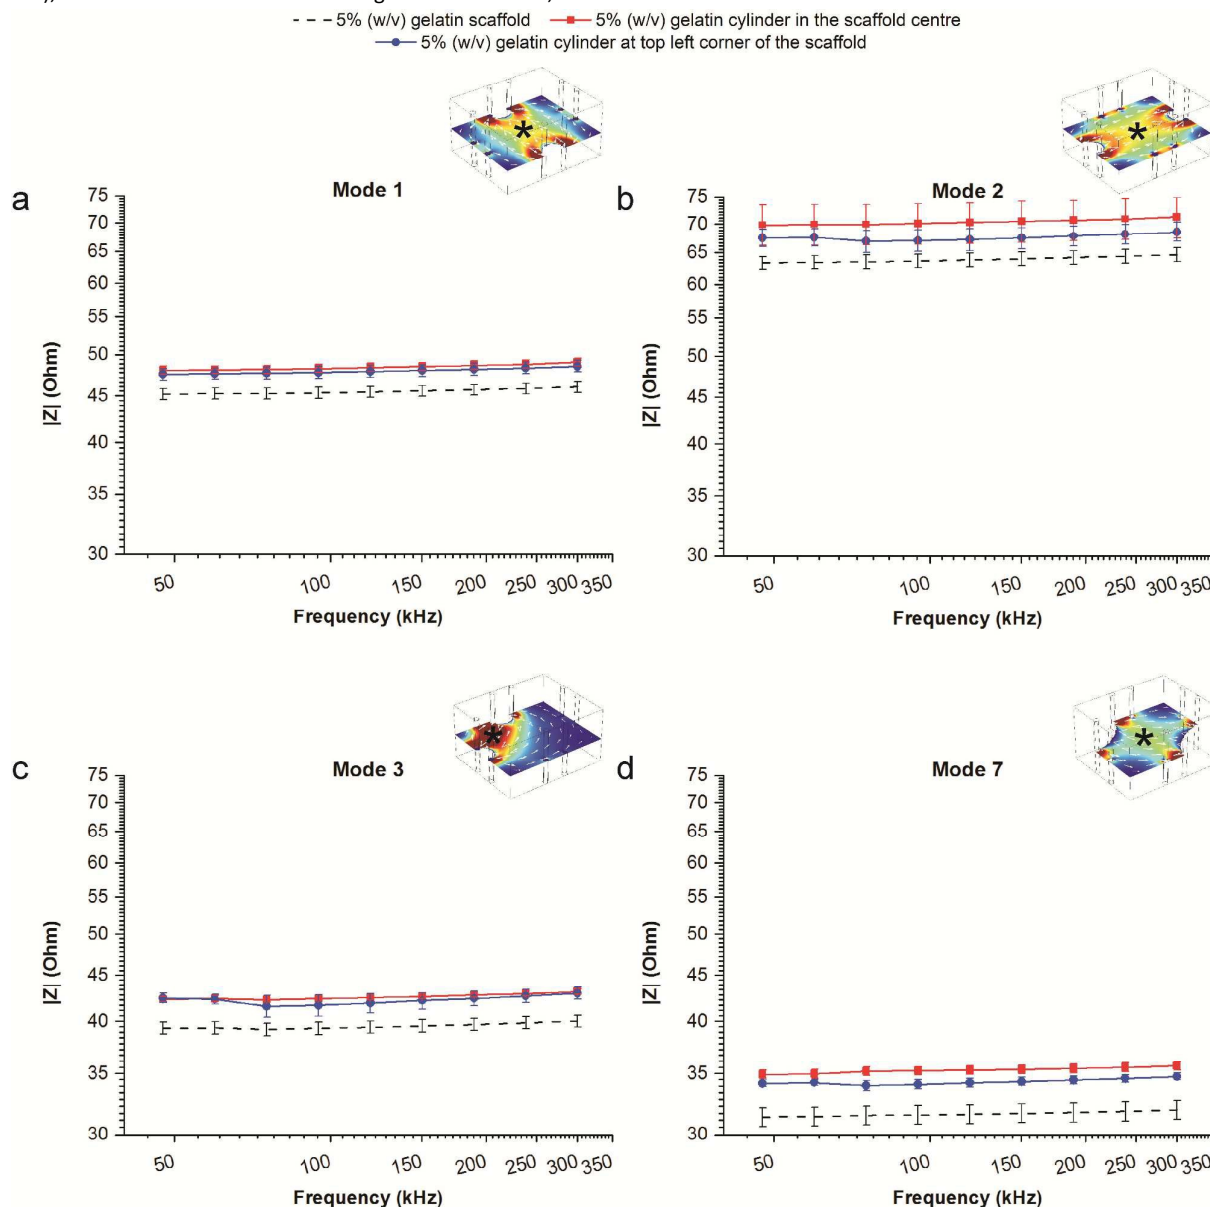 5% (w/v) gelatin scaffold 5% (w/v) gelatin cylinder in the scaffold centre
5% (w/v) gelatin cylinder at top left corner of the scaffold
*
*
a
Mode 1
75
70
65
60
55
50
45
40
35
30
|Z| (Ohm)
50 100 150 200 250 300 350
Frequency (kHz)
b
Mode 2
75
70
65
60
55
50
45
40
35
30
|Z| (Ohm)
50 100 150 200 250 300 350
Frequency (kHz)
*
*
c
Mode 3
75
70
65
60
55
50
45
40
35
30
|Z| (Ohm)
50 100 150 200 250 300 350
Frequency (kHz)
d
Mode 7
75
70
65
60
55
50
45
40
35
30
|Z| (Ohm)
50 100 150 200 250 300 350
Frequency (kHz)